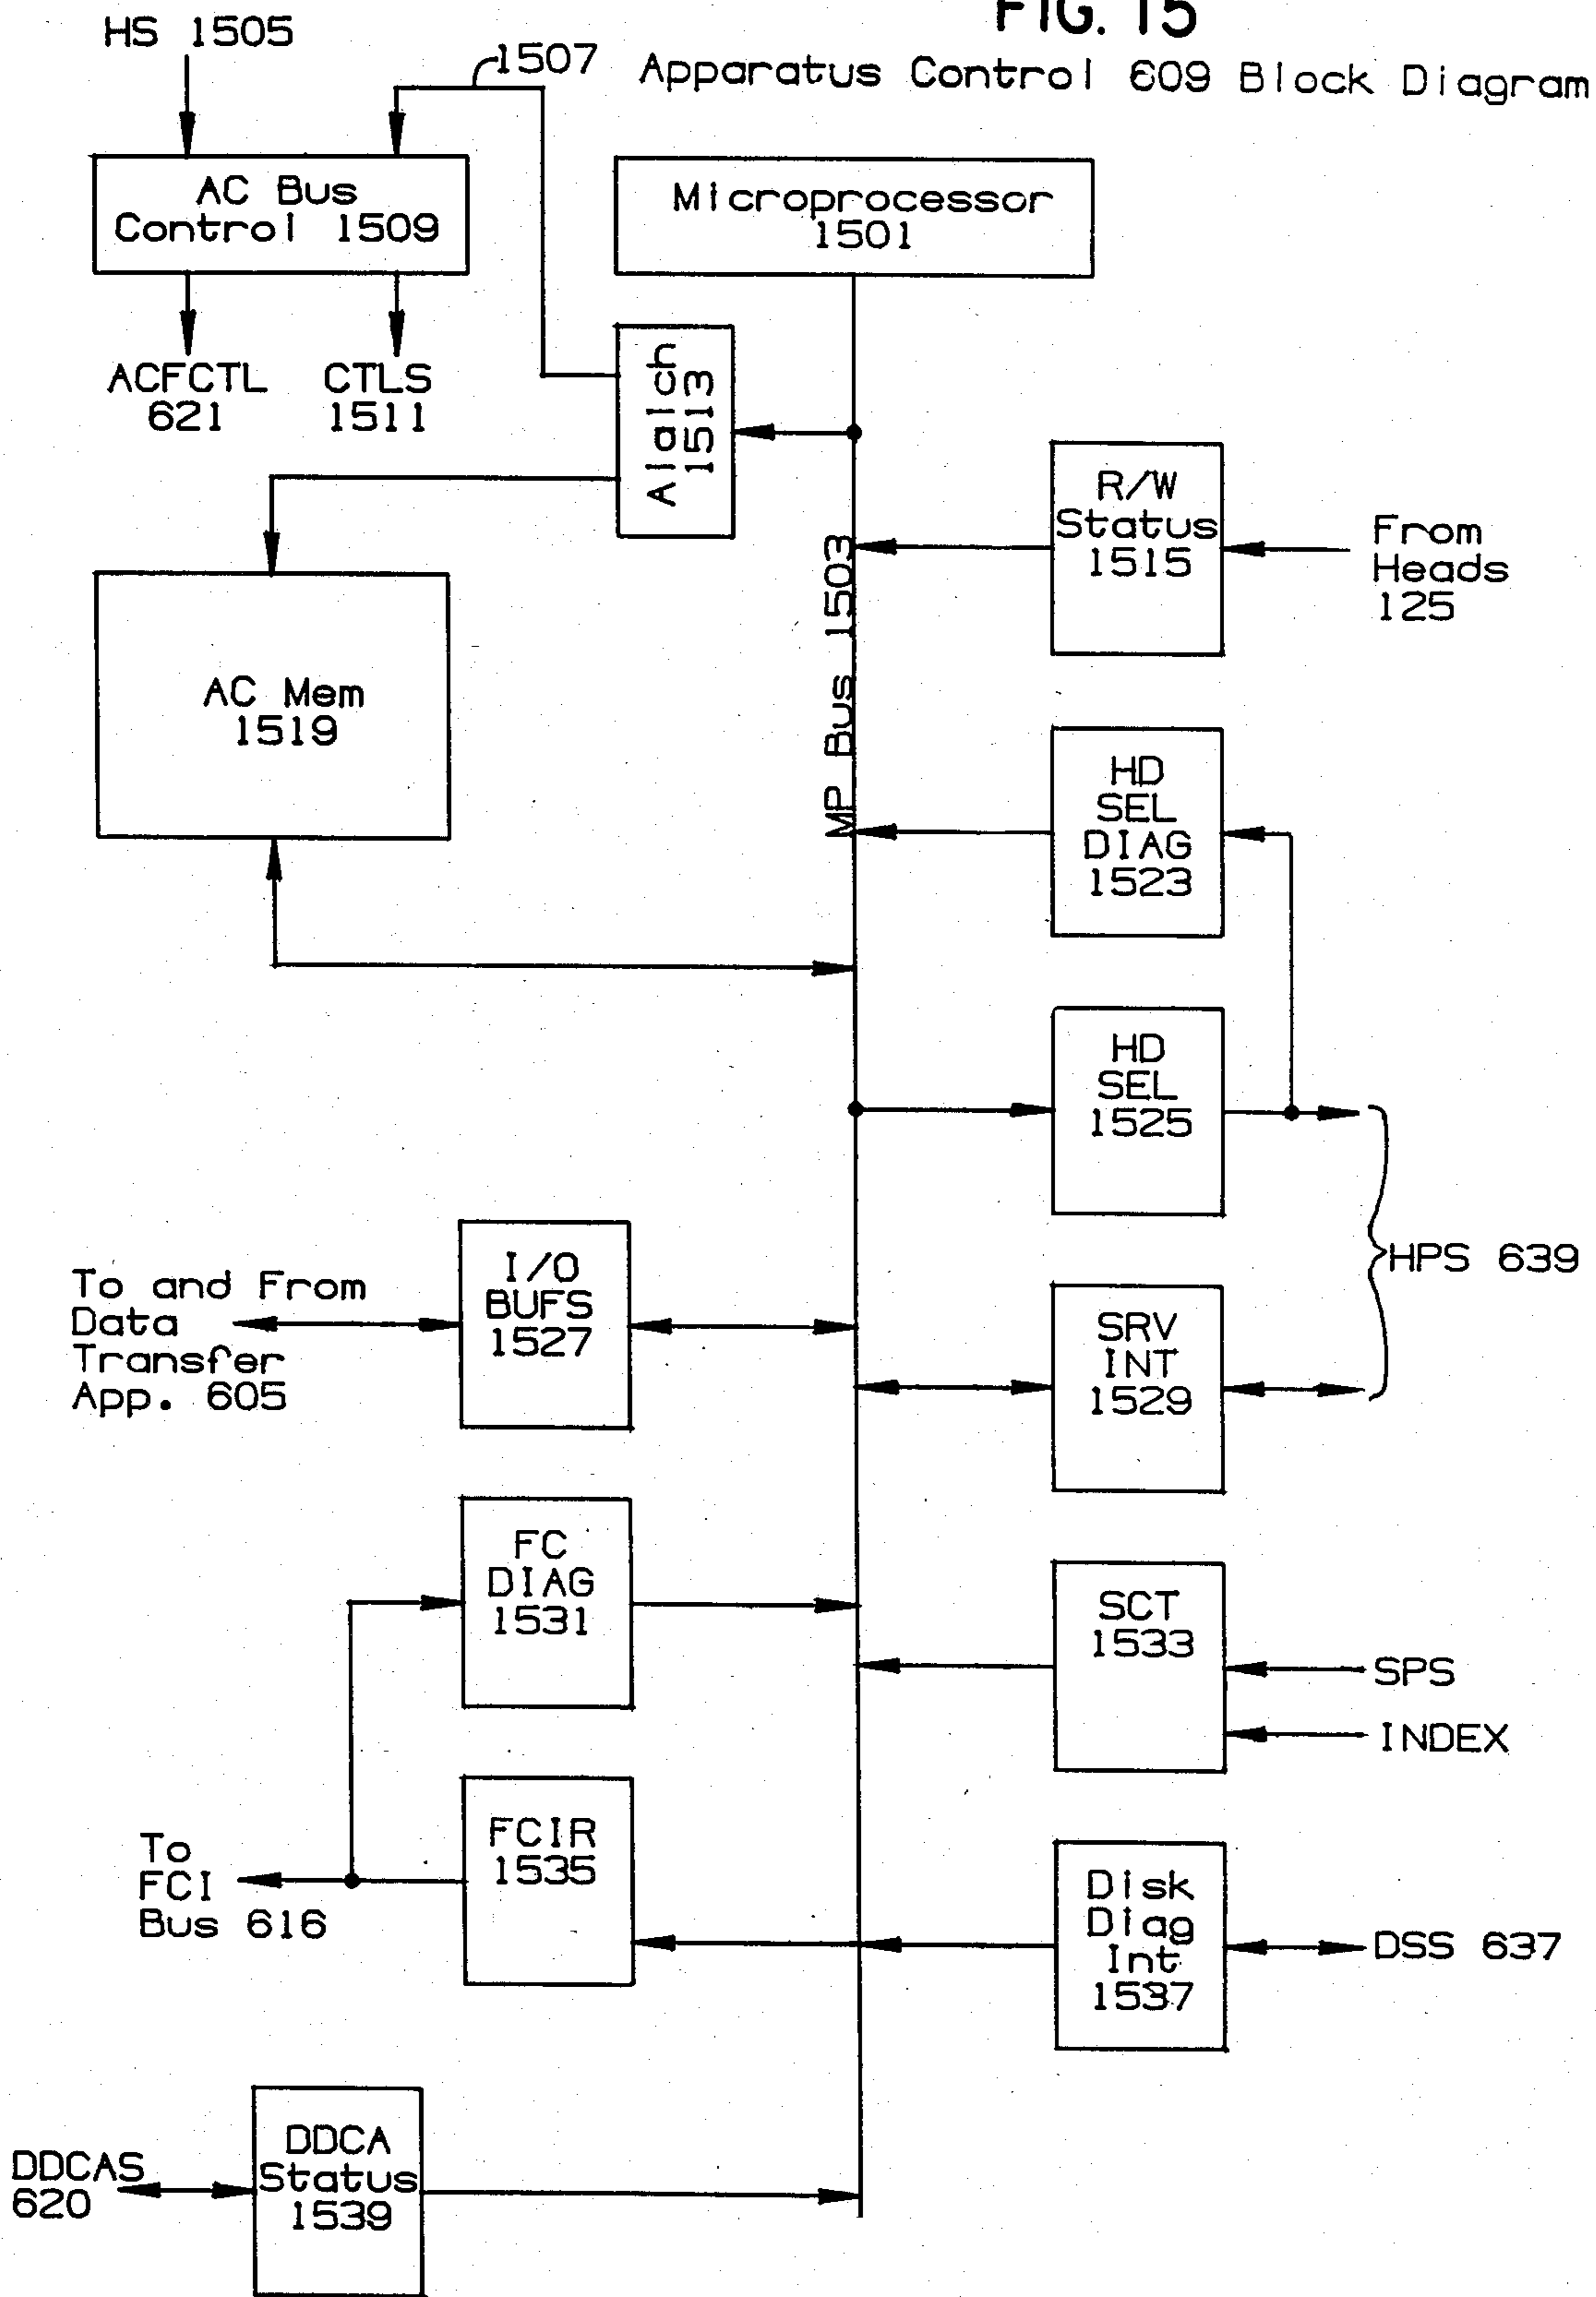 FIG. 15
Apparatus Control 609 Block Diagram
HS 1505
1507
AC Bus
Control 1509
Microprocessor
1501
ACFCTL
621
CTLS
1511
Alalch
1513
R/W
Status
1515
From
Heads
125
MP Bus 1503
AC Mem
1519
HD
SEL
DIAG
1523
HD
SEL
1525
HPS 639
I/O
BUFS
1527
To and From
Data
Transfer
App. 605
SRV
INT
1529
FC
DIAG
1531
SCT
1533
SPS
INDEX
FCIR
1535
To
FCI
Bus 616
Disk
Diag
Int
1537
DSS 637
DDCA
Status
1539
DDCAS
620